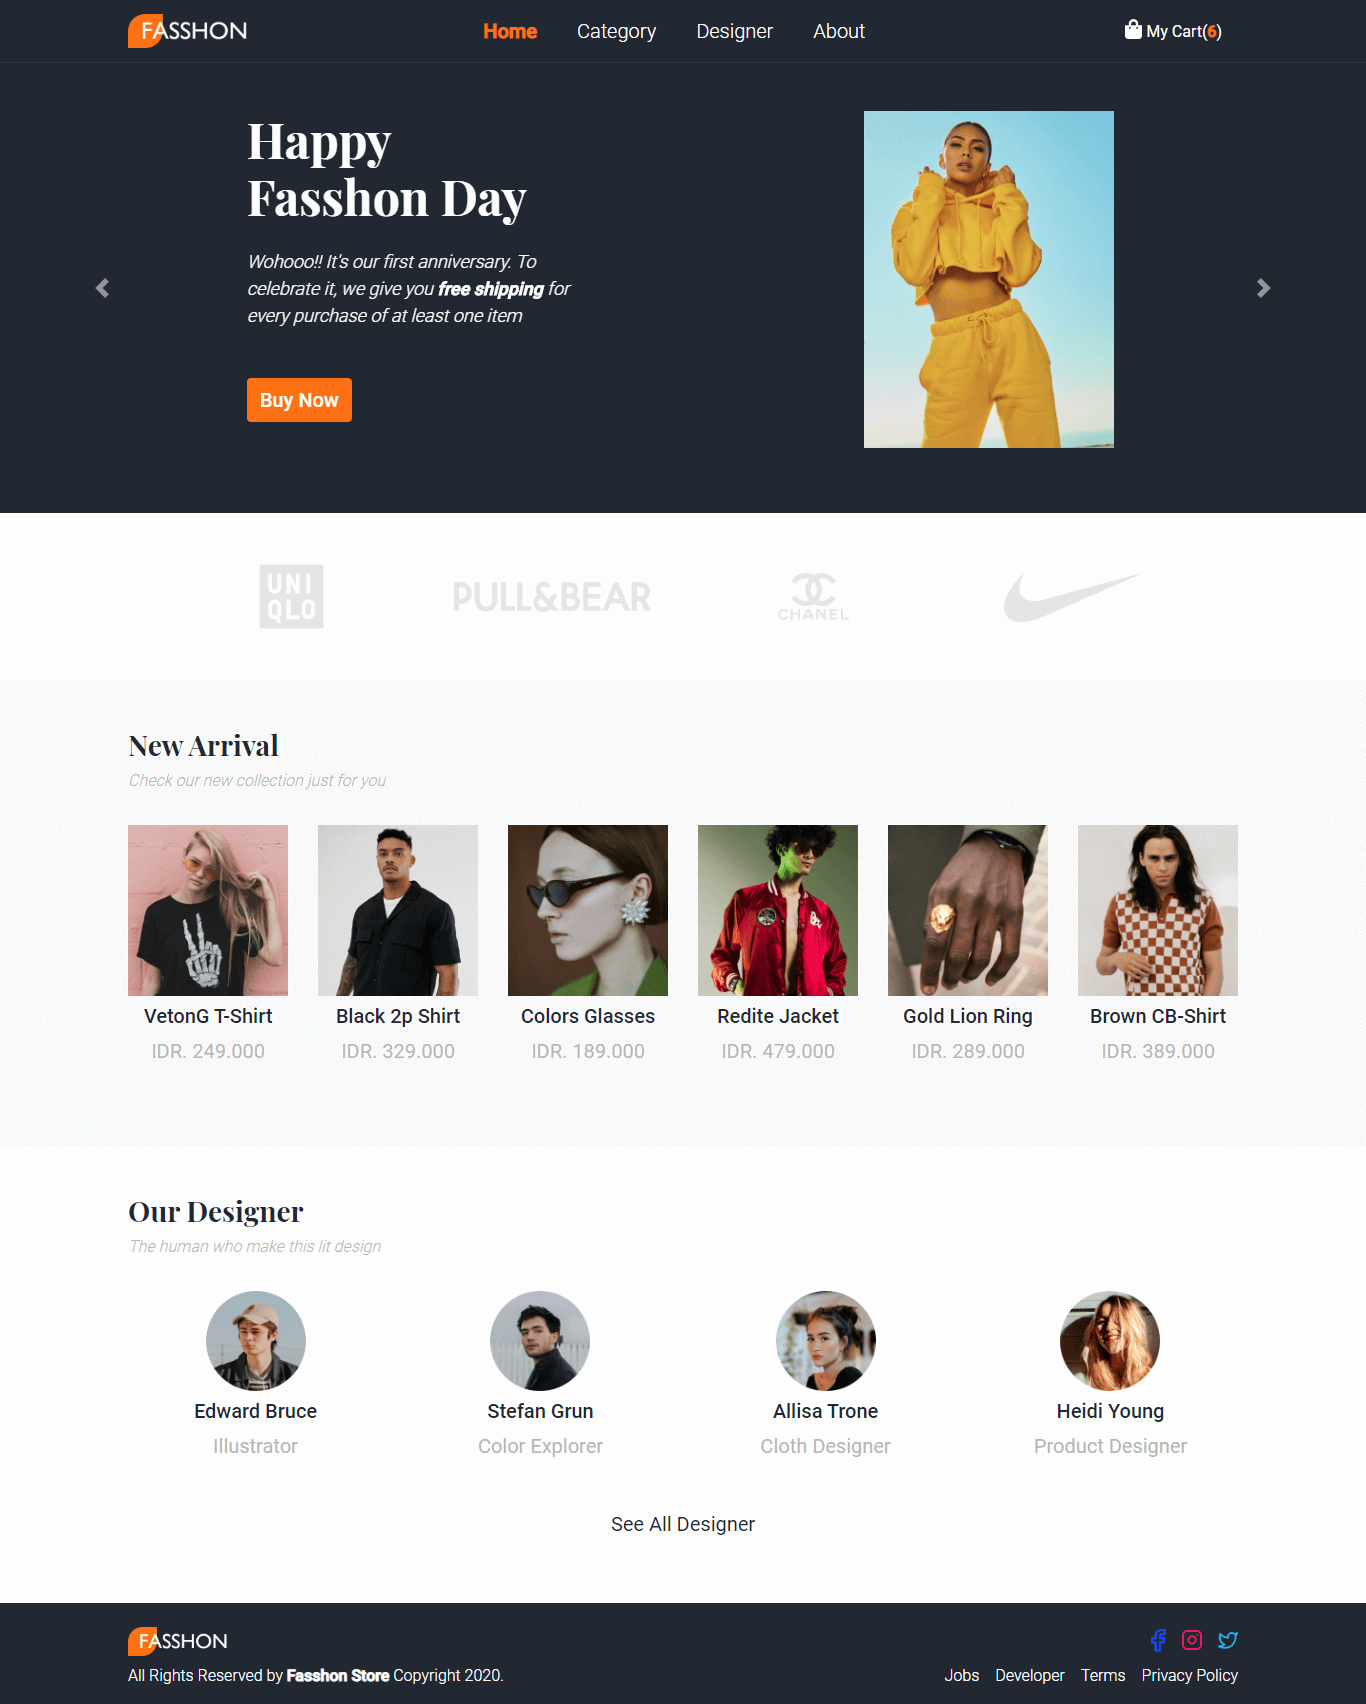 FASSHON
Home Category Designer About
My Cart(6)
Happy
Fasshon Day
Wohooo!! It's our first anniversary. To
celebrate it, we give you free shipping for
every purchase of at least one item
Buy Now
UNI
QLO
PULL&BEAR
CHANEL
New Arrival
Check our new collection just for you
VetonG T-Shirt
IDR. 249.000
Black 2p Shirt
IDR. 329.000
Colors Glasses
IDR. 189.000
Redite Jacket
IDR. 479.000
Gold Lion Ring
IDR. 289.000
Brown CB-Shirt
IDR. 389.000
Our Designer
The human who make this lit design
Edward Bruce
Illustrator
Stefan Grun
Color Explorer
Allisa Trone
Cloth Designer
Heidi Young
Product Designer
See All Designer
FASSHON
All Rights Reserved by Fasshon Store Copyright 2020.
Jobs Developer Terms Privacy Policy